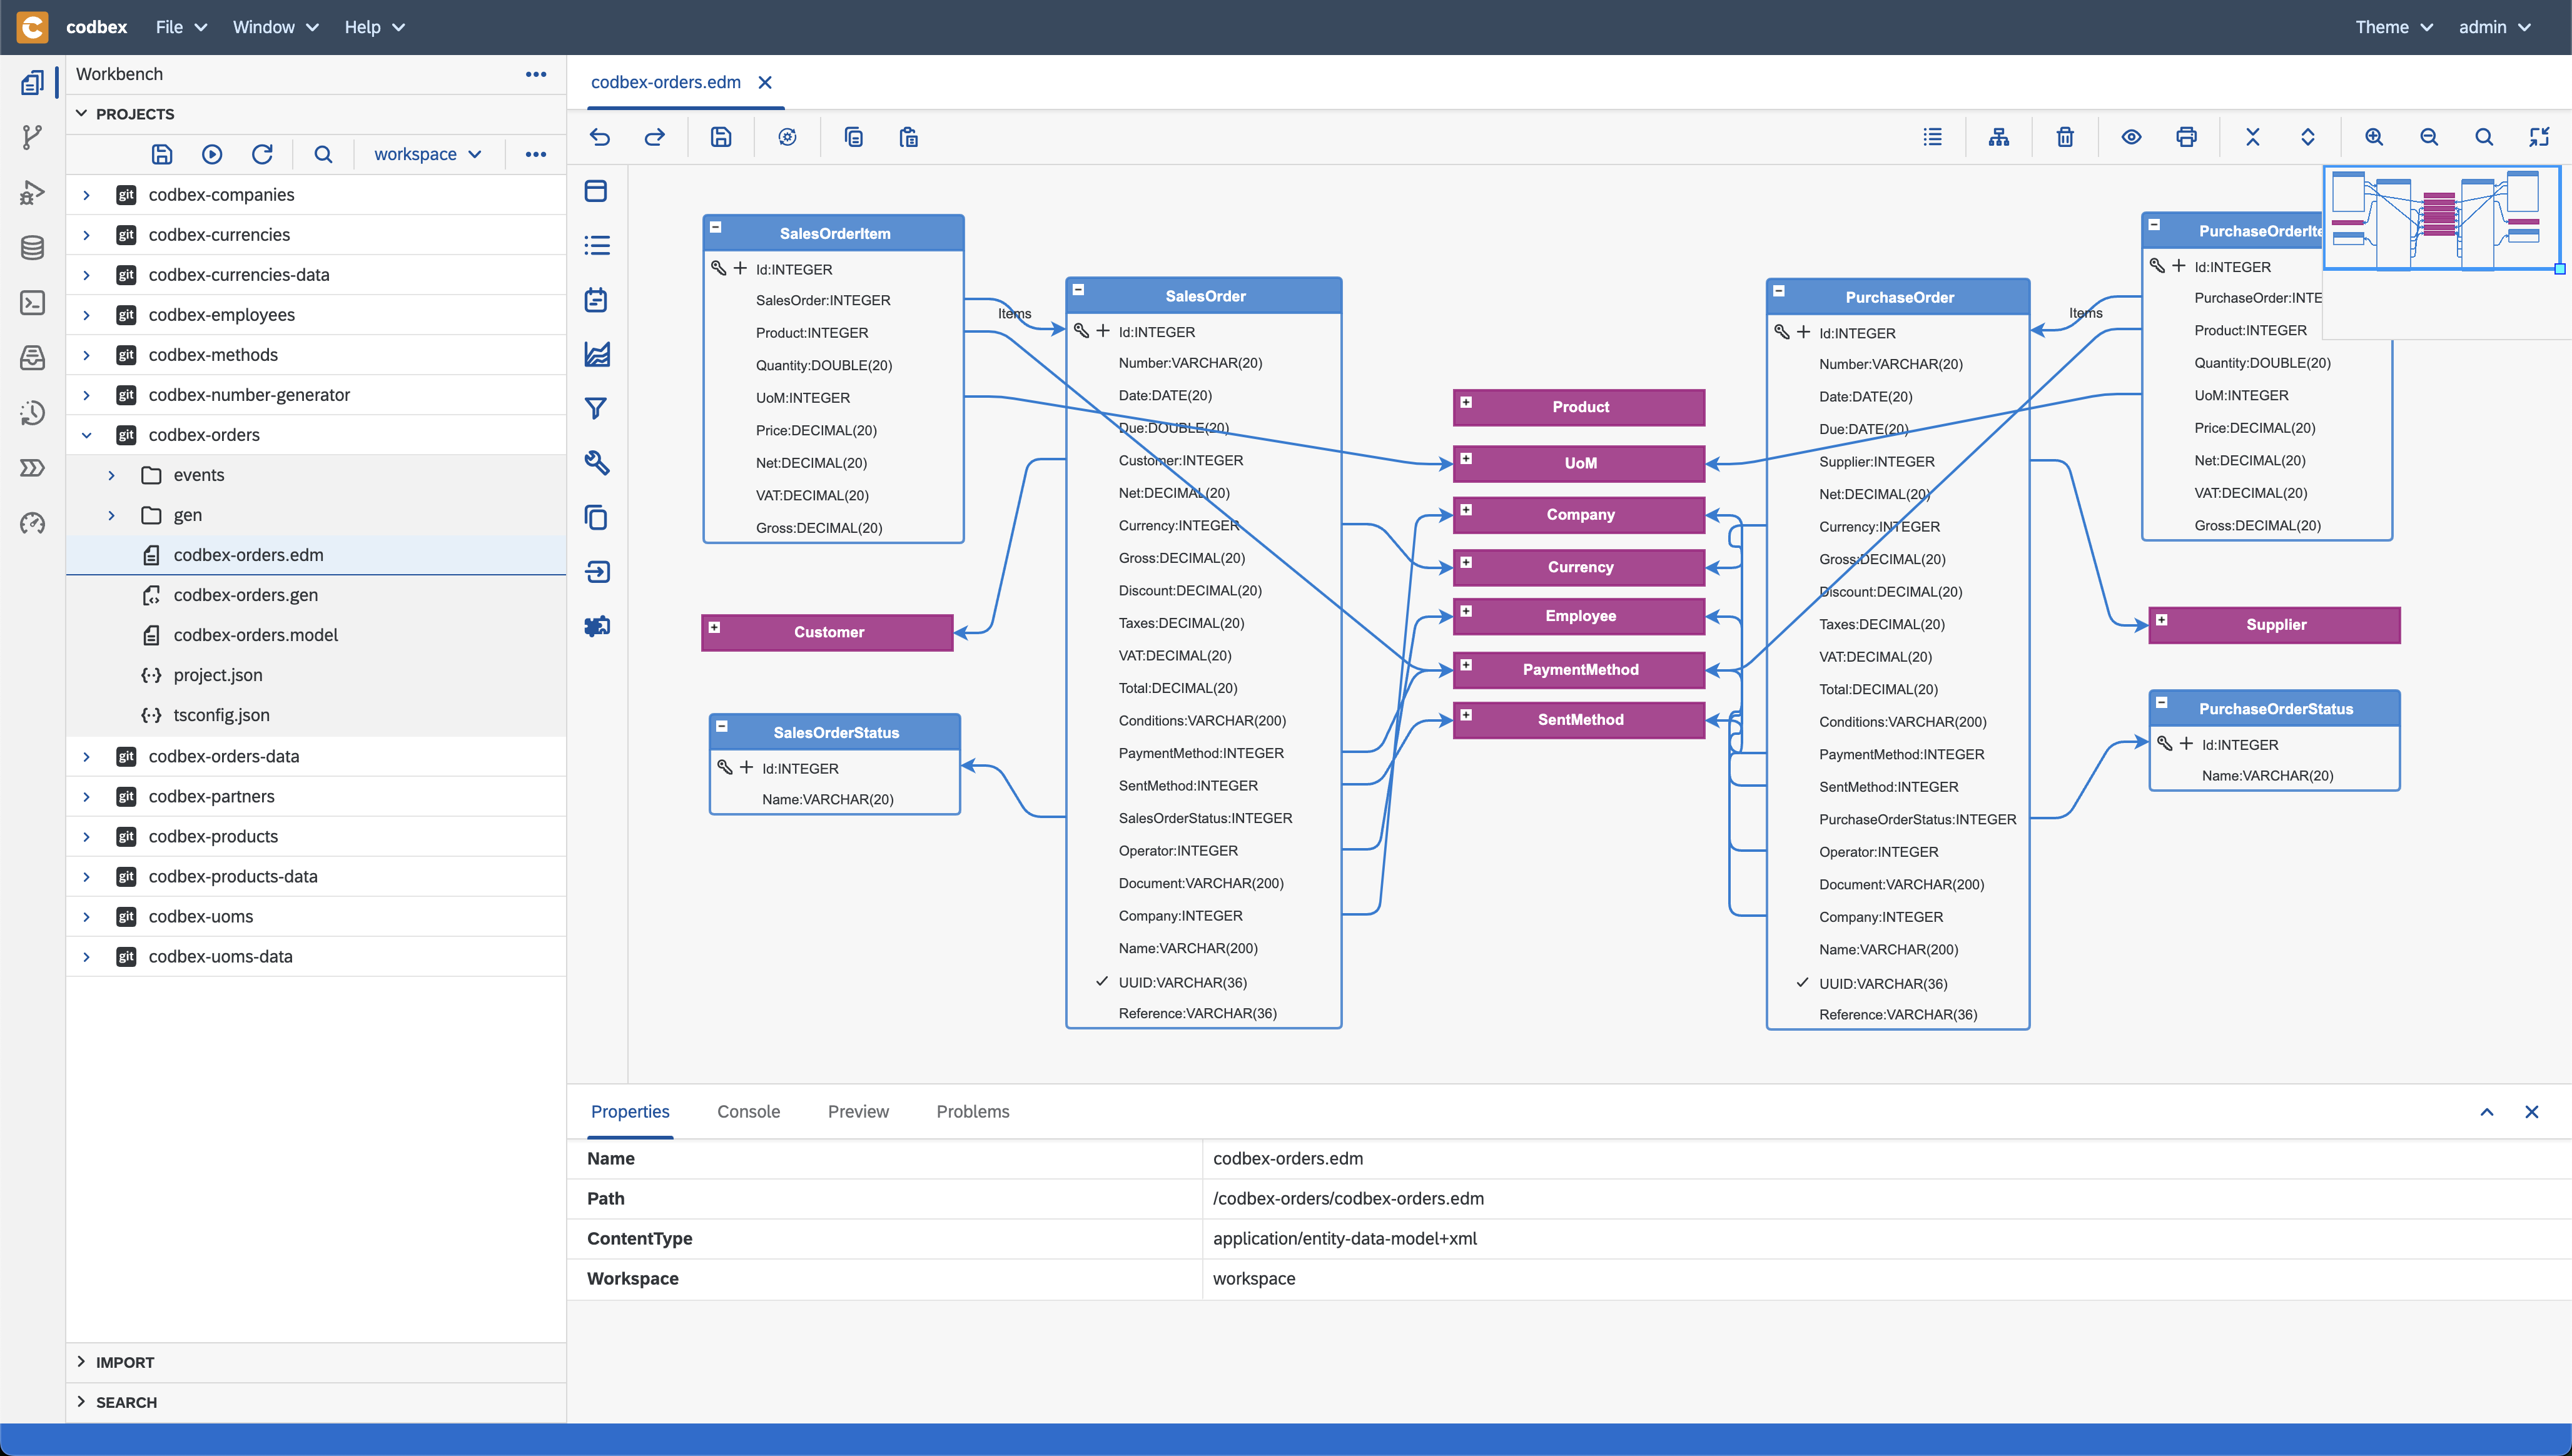 codbex File Window Help Theme admin
Workbench
PROJECTS
workspace
git codbex-companies
git codbex-currencies
git codbex-currencies-data
git codbex-employees
git codbex-methods
git codbex-number-generator
git codbex-orders
events
gen
codbex-orders.edm
codbex-orders.gen
codbex-orders.model
project.json
tsconfig.json
git codbex-orders-data
git codbex-partners
git codbex-products
git codbex-products-data
git codbex-uoms
git codbex-uoms-data
IMPORT
SEARCH
codbex-orders.edm
SalesOrderItem
Id:INTEGER
SalesOrder:INTEGER
Product:INTEGER
Quantity:DOUBLE(20)
UoM:INTEGER
Price:DECIMAL(20)
Net:DECIMAL(20)
VAT:DECIMAL(20)
Gross:DECIMAL(20)
Items
Customer
SalesOrderStatus
Id:INTEGER
Name:VARCHAR(20)
SalesOrder
Id:INTEGER
Number:VARCHAR(20)
Date:DATE(20)
Due:DOUBLE(20)
Customer:INTEGER
Net:DECIMAL(20)
Currency:INTEGER
Gross:DECIMAL(20)
Discount:DECIMAL(20)
Taxes:DECIMAL(20)
VAT:DECIMAL(20)
Total:DECIMAL(20)
Conditions:VARCHAR(200)
PaymentMethod:INTEGER
SentMethod:INTEGER
SalesOrderStatus:INTEGER
Operator:INTEGER
Document:VARCHAR(200)
Company:INTEGER
Name:VARCHAR(200)
UUID:VARCHAR(36)
Reference:VARCHAR(36)
Product
UoM
Company
Currency
Employee
PaymentMethod
SentMethod
PurchaseOrder
Id:INTEGER
Number:VARCHAR(20)
Date:DATE(20)
Due:DATE(20)
Supplier:INTEGER
Net:DECIMAL(20)
Currency:INTEGER
Gross:DECIMAL(20)
Discount:DECIMAL(20)
Taxes:DECIMAL(20)
VAT:DECIMAL(20)
Total:DECIMAL(20)
Conditions:VARCHAR(200)
PaymentMethod:INTEGER
SentMethod:INTEGER
PurchaseOrderStatus:INTEGER
Operator:INTEGER
Document:VARCHAR(200)
Company:INTEGER
Name:VARCHAR(200)
UUID:VARCHAR(36)
Reference:VARCHAR(36)
Items
PurchaseOrderIte
Id:INTEGER
PurchaseOrder:INTE
Product:INTEGER
Quantity:DOUBLE(20)
UoM:INTEGER
Price:DECIMAL(20)
Net:DECIMAL(20)
VAT:DECIMAL(20)
Gross:DECIMAL(20)
Supplier
PurchaseOrderStatus
Id:INTEGER
Name:VARCHAR(20)
Properties Console Preview Problems
Name codbex-orders.edm
Path /codbex-orders/codbex-orders.edm
ContentType application/entity-data-model+xml
Workspace workspace